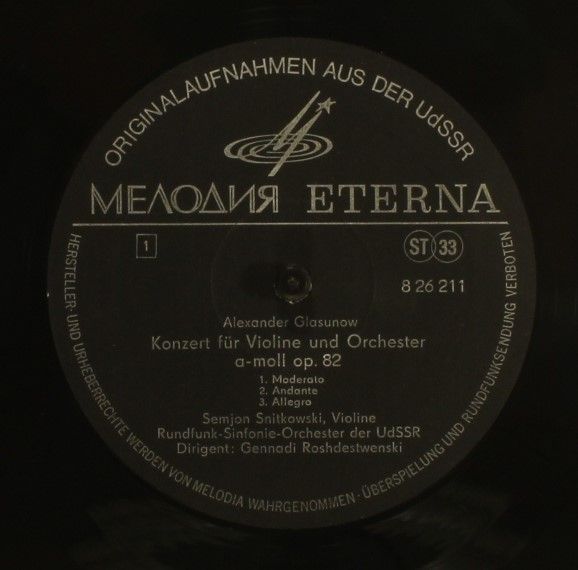 ORIGINALAUFNAHMEN AUS DER UdSSR
МЕЛОДИЯ ETERNA
1
ST 33
8 26 211
Alexander Glasunow
Konzert für Violine und Orchester
a-moll op. 82
1. Moderato
2. Andante
3. Allegro
Semjon Snitkowski, Violine
Rundfunk-Sinfonie-Orchester der UdSSR
Dirigent: Gennadi Roshdestwenski
HERSTELLER- UND URHEBERRECHTE WERDEN VON MELODIA WAHRGENOMMEN · ÜBERSPIELUNG UND RUNDFUNKSENDUNG VERBOTEN